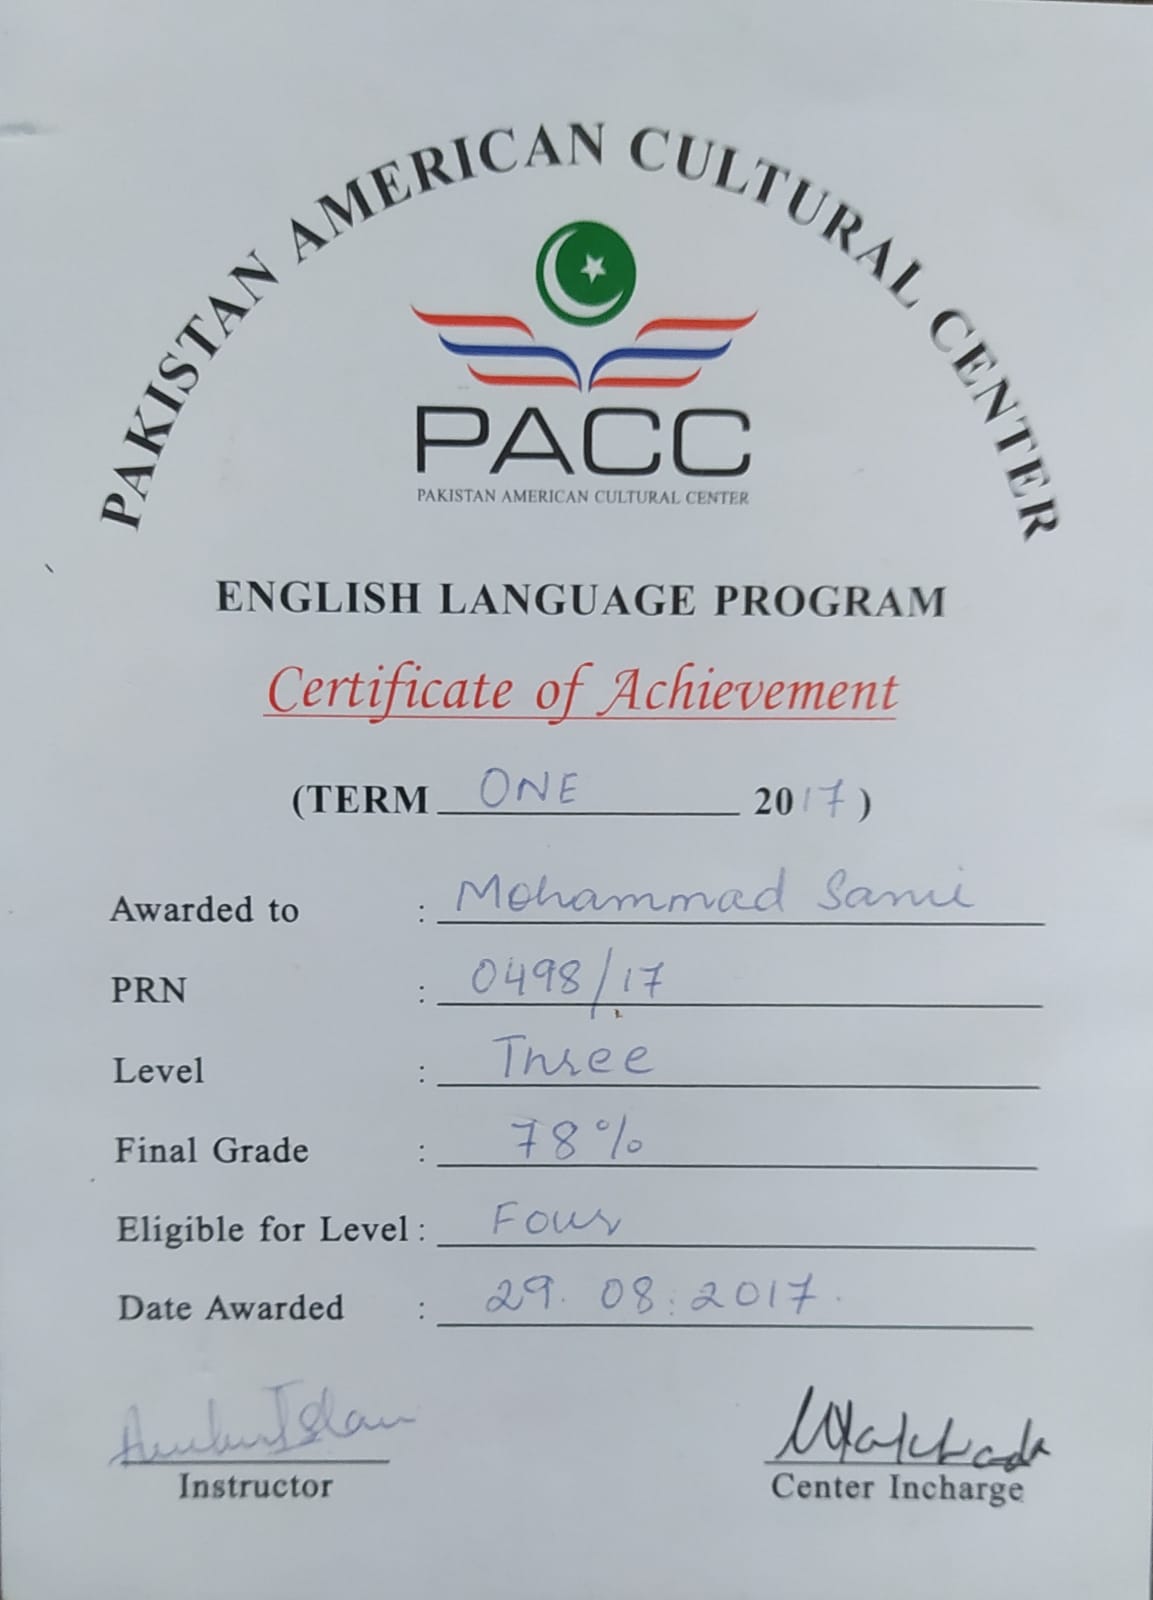 PAKISTAN AMERICAN CULTURAL CENTER
PACC
PAKISTAN AMERICAN CULTURAL CENTER
ENGLISH LANGUAGE PROGRAM
Certificate of Achievement
(TERM ONE 2017)
Awarded to : Mohammad Sami
PRN : 0498/17
Level : Three
Final Grade : 78%
Eligible for Level : Four
Date Awarded : 29.08.2017.
Instructor
Center Incharge